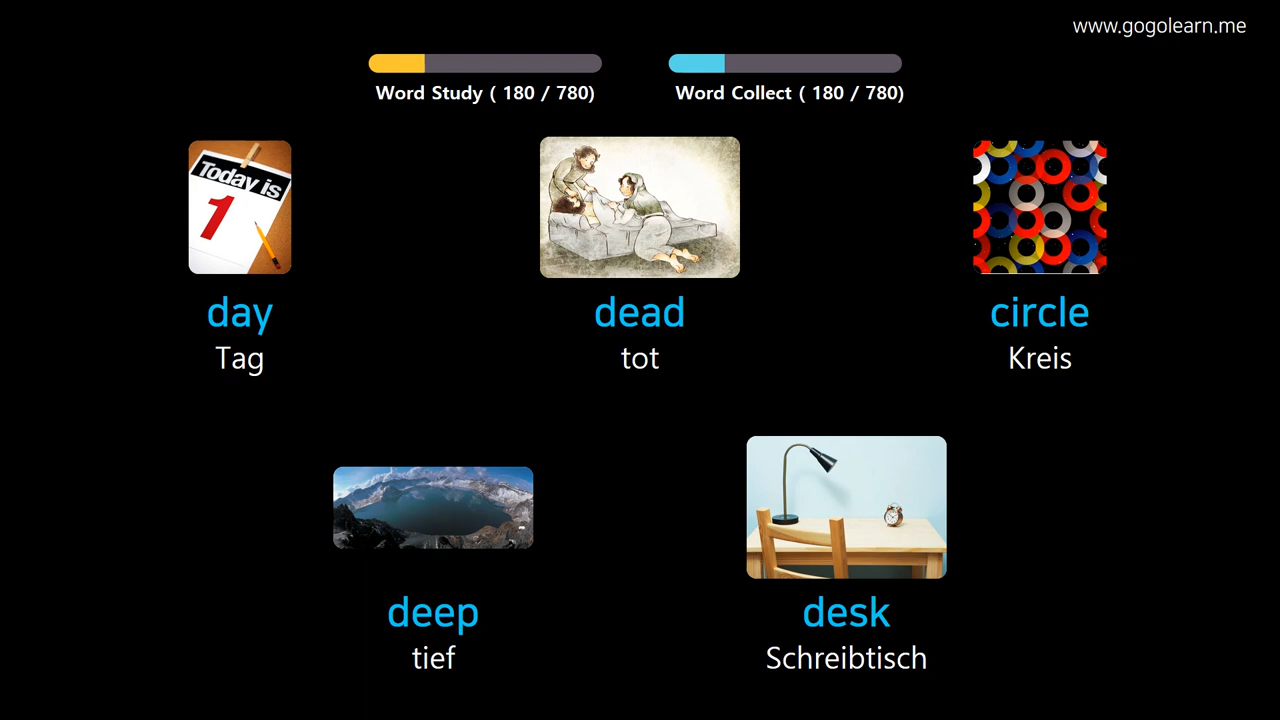 www.gogolearn.me
Word Study ( 180 / 780)
Word Collect ( 180 / 780)
Today is
1
day
Tag
dead
tot
circle
Kreis
deep
tief
desk
Schreibtisch